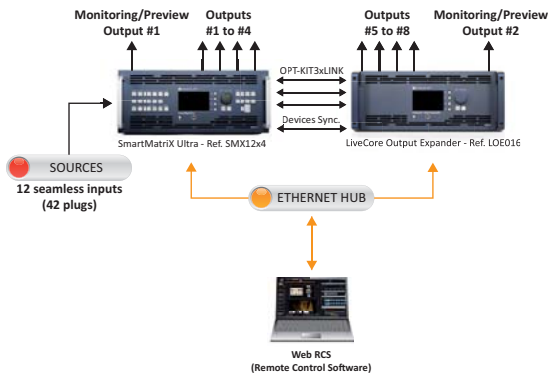 Monitoring/Preview
Output #1
Outputs
#1 to #4
Outputs
#5 to #8
Monitoring/Preview
Output #2
OPT-KIT3xLINK
Devices Sync.
SmartMatriX Ultra - Ref. SMX12x4
LiveCore Output Expander - Ref. LOE016
SOURCES
12 seamless inputs
(42 plugs)
ETHERNET HUB
Web RCS
(Remote Control Software)